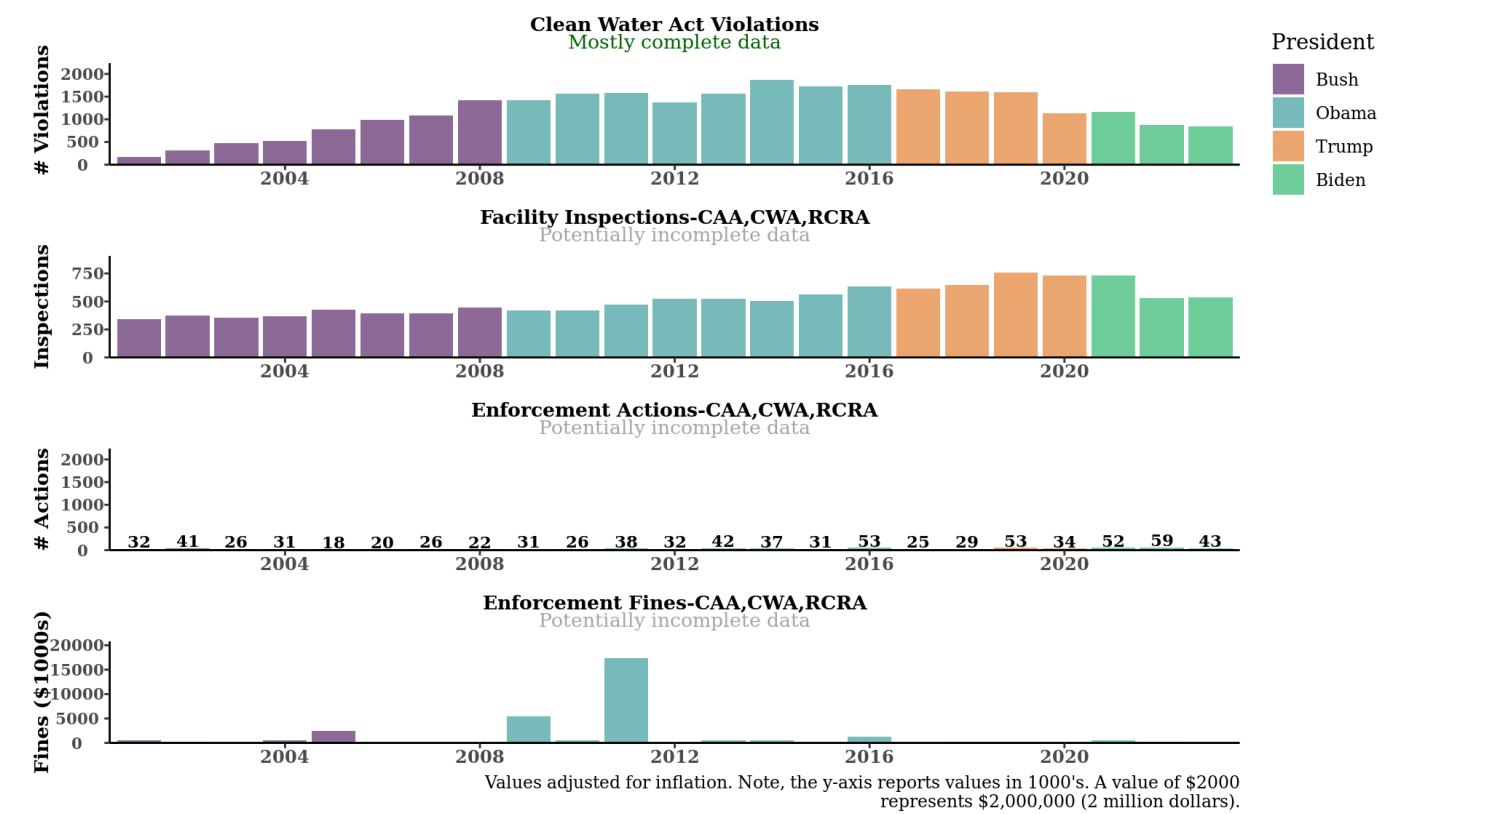 Clean Water Act Violations
Mostly complete data
# Violations
2000
1500
1000
500
0
2004 2008 2012 2016 2020
President
Bush
Obama
Trump
Biden
Facility Inspections-CAA,CWA,RCRA
Potentially incomplete data
Inspections
750
500
250
0
2004 2008 2012 2016 2020
Enforcement Actions-CAA,CWA,RCRA
Potentially incomplete data
# Actions
2000
1500
1000
500
0
32 41 26 31 18 20 26 22 31 26 38 32 42 37 31 53 25 29 53 34 52 59 43
2004 2008 2012 2016 2020
Enforcement Fines-CAA,CWA,RCRA
Potentially incomplete data
Fines ($1000s)
20000
15000
10000
5000
0
2004 2008 2012 2016 2020
Values adjusted for inflation. Note, the y-axis reports values in 1000's. A value of $2000
represents $2,000,000 (2 million dollars).